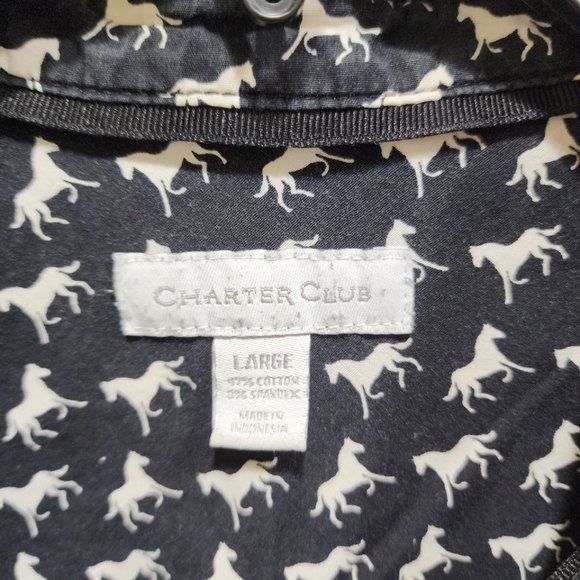 CHARTER CLUB
LARGE
97% COTTON
3% SPANDEX
MADE IN
INDONESIA